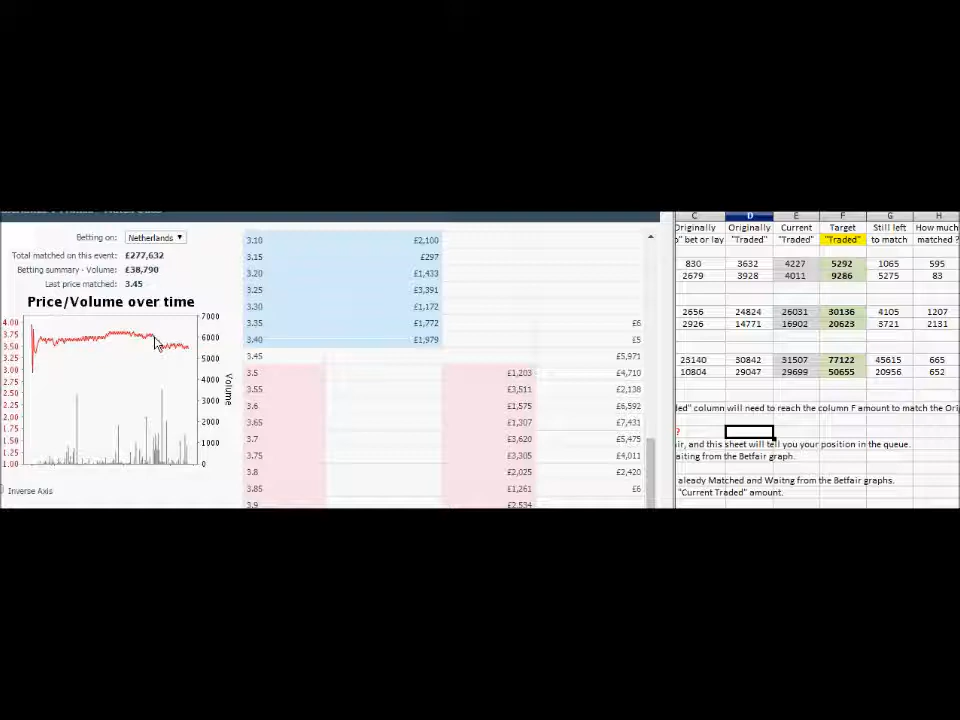 Betting on: Netherlands
Total matched on this event: £277,632
Betting summary - Volume: £38,790
Last price matched: 3.45
Price/Volume over time
4.00
3.75
3.50
3.25
3.00
2.75
2.50
2.25
2.00
1.75
1.50
1.25
1.00
7000
6000
5000
4000
3000
2000
1000
0
Volume
Inverse Axis
3.10 £2,100
3.15 £297
3.20 £1,433
3.25 £3,391
3.30 £1,172
3.35 £1,772 £6
3.40 £1,979 £5
3.45 £5,971
3.5 £1,203 £4,710
3.55 £3,511 £2,138
3.6 £1,575 £6,592
3.65 £1,307 £7,431
3.7 £3,620 £5,475
3.75 £3,305 £4,011
3.8 £2,025 £2,420
3.85 £1,261 £6
3.9 £2,534
C D E F G H
Originally Originally Current Target Still left How much
" bet or lay "Traded" "Traded" "Traded" to match matched ?
830 3632 4227 5292 1065 595
2679 3928 4011 9286 5275 83
2656 24824 26031 30136 4105 1207
2926 14771 16902 20623 3721 2131
23140 30842 31507 77122 45615 665
10804 29047 29699 50655 20956 652
led" column will need to reach the column F amount to match the Ori
?
air, and this sheet will tell you your position in the queue.
aiting from the Betfair graph.
already Matched and Waitng from the Betfair graphs.
"Current Traded" amount.